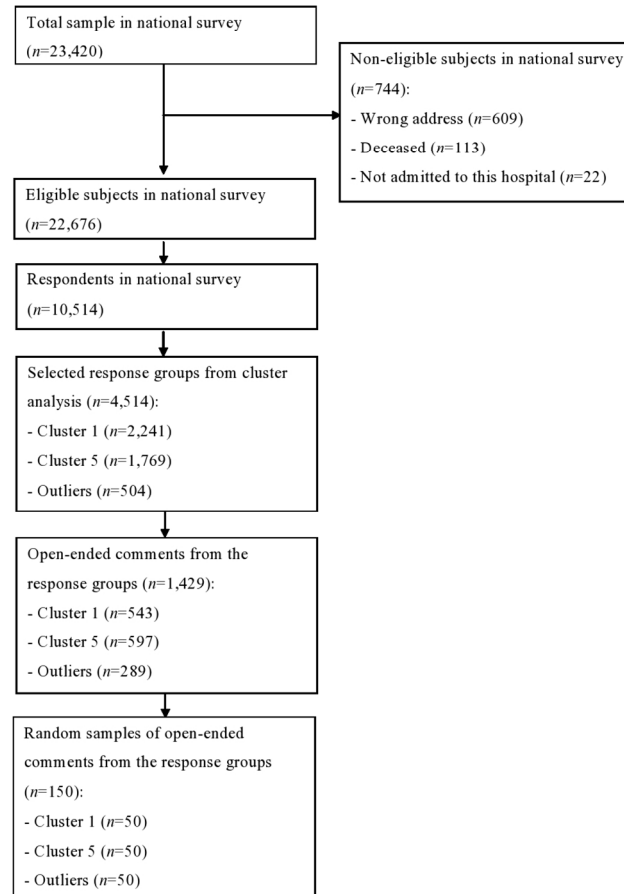 Total sample in national survey
(n=23,420)
Non-eligible subjects in national survey
(n=744):
- Wrong address (n=609)
- Deceased (n=113)
- Not admitted to this hospital (n=22)
Eligible subjects in national survey
(n=22,676)
Respondents in national survey
(n=10,514)
Selected response groups from cluster
analysis (n=4,514):
- Cluster 1 (n=2,241)
- Cluster 5 (n=1,769)
- Outliers (n=504)
Open-ended comments from the
response groups (n=1,429):
- Cluster 1 (n=543)
- Cluster 5 (n=597)
- Outliers (n=289)
Random samples of open-ended
comments from the response groups
(n=150):
- Cluster 1 (n=50)
- Cluster 5 (n=50)
- Outliers (n=50)